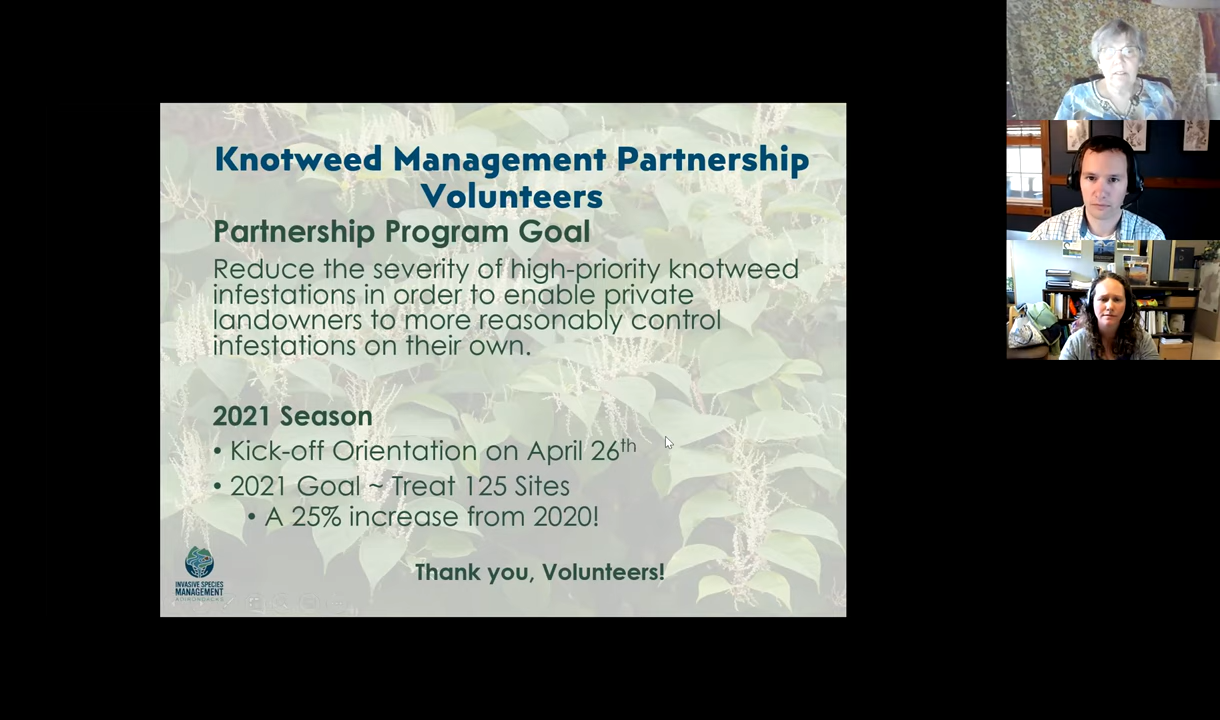 Knotweed Management Partnership
Volunteers
Partnership Program Goal
Reduce the severity of high-priority knotweed
infestations in order to enable private
landowners to more reasonably control
infestations on their own.
2021 Season
• Kick-off Orientation on April 26th
• 2021 Goal ~ Treat 125 Sites
• A 25% increase from 2020!
Thank you, Volunteers!
INVASIVE SPECIES
MANAGEMENT
ADIRONDACKS